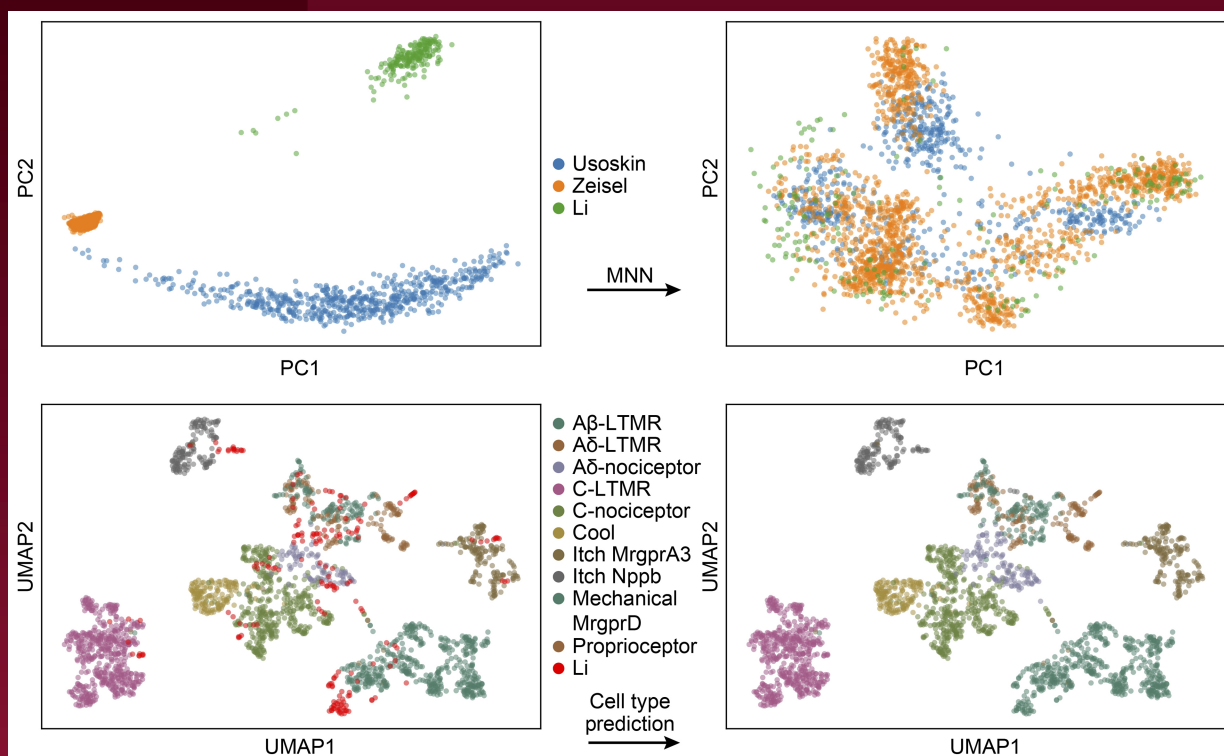 PC2
PC1
Usoskin
Zeisel
Li
MNN
PC2
PC1
UMAP2
UMAP1
Aβ-LTMR
Aδ-LTMR
Aδ-nociceptor
C-LTMR
C-nociceptor
Cool
Itch MrgprA3
Itch Nppb
Mechanical
MrgprD
Proprioceptor
Li
Cell type
prediction
UMAP2
UMAP1